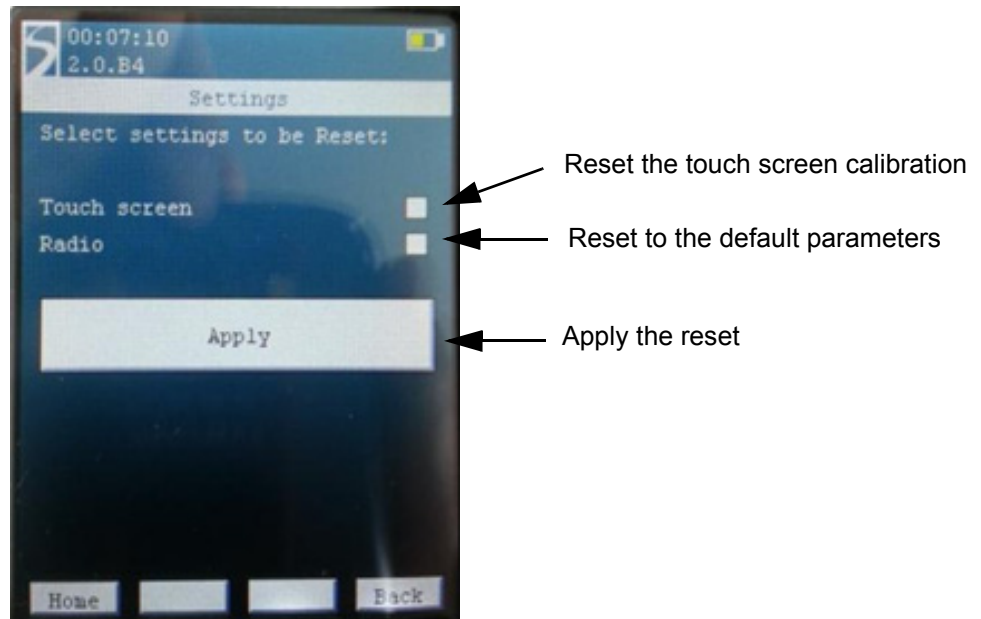 00:07:10
2.0.B4
Settings
Select settings to be Reset:
Touch screen
Reset the touch screen calibration
Radio
Reset to the default parameters
Apply
Apply the reset
Home
Back